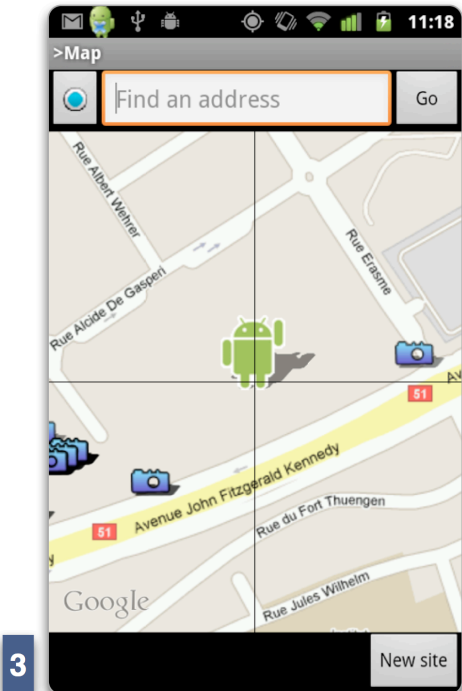 11:18
>Map
Find an address
Go
Rue Albert Wehrer
Rue Alcide De Gasperi
Rue Erasme
51
Av
Avenue John Fitzgerald Kennedy
51
y
Rue du Fort Thuengen
Google
Rue Jules Wilhelm
3
New site